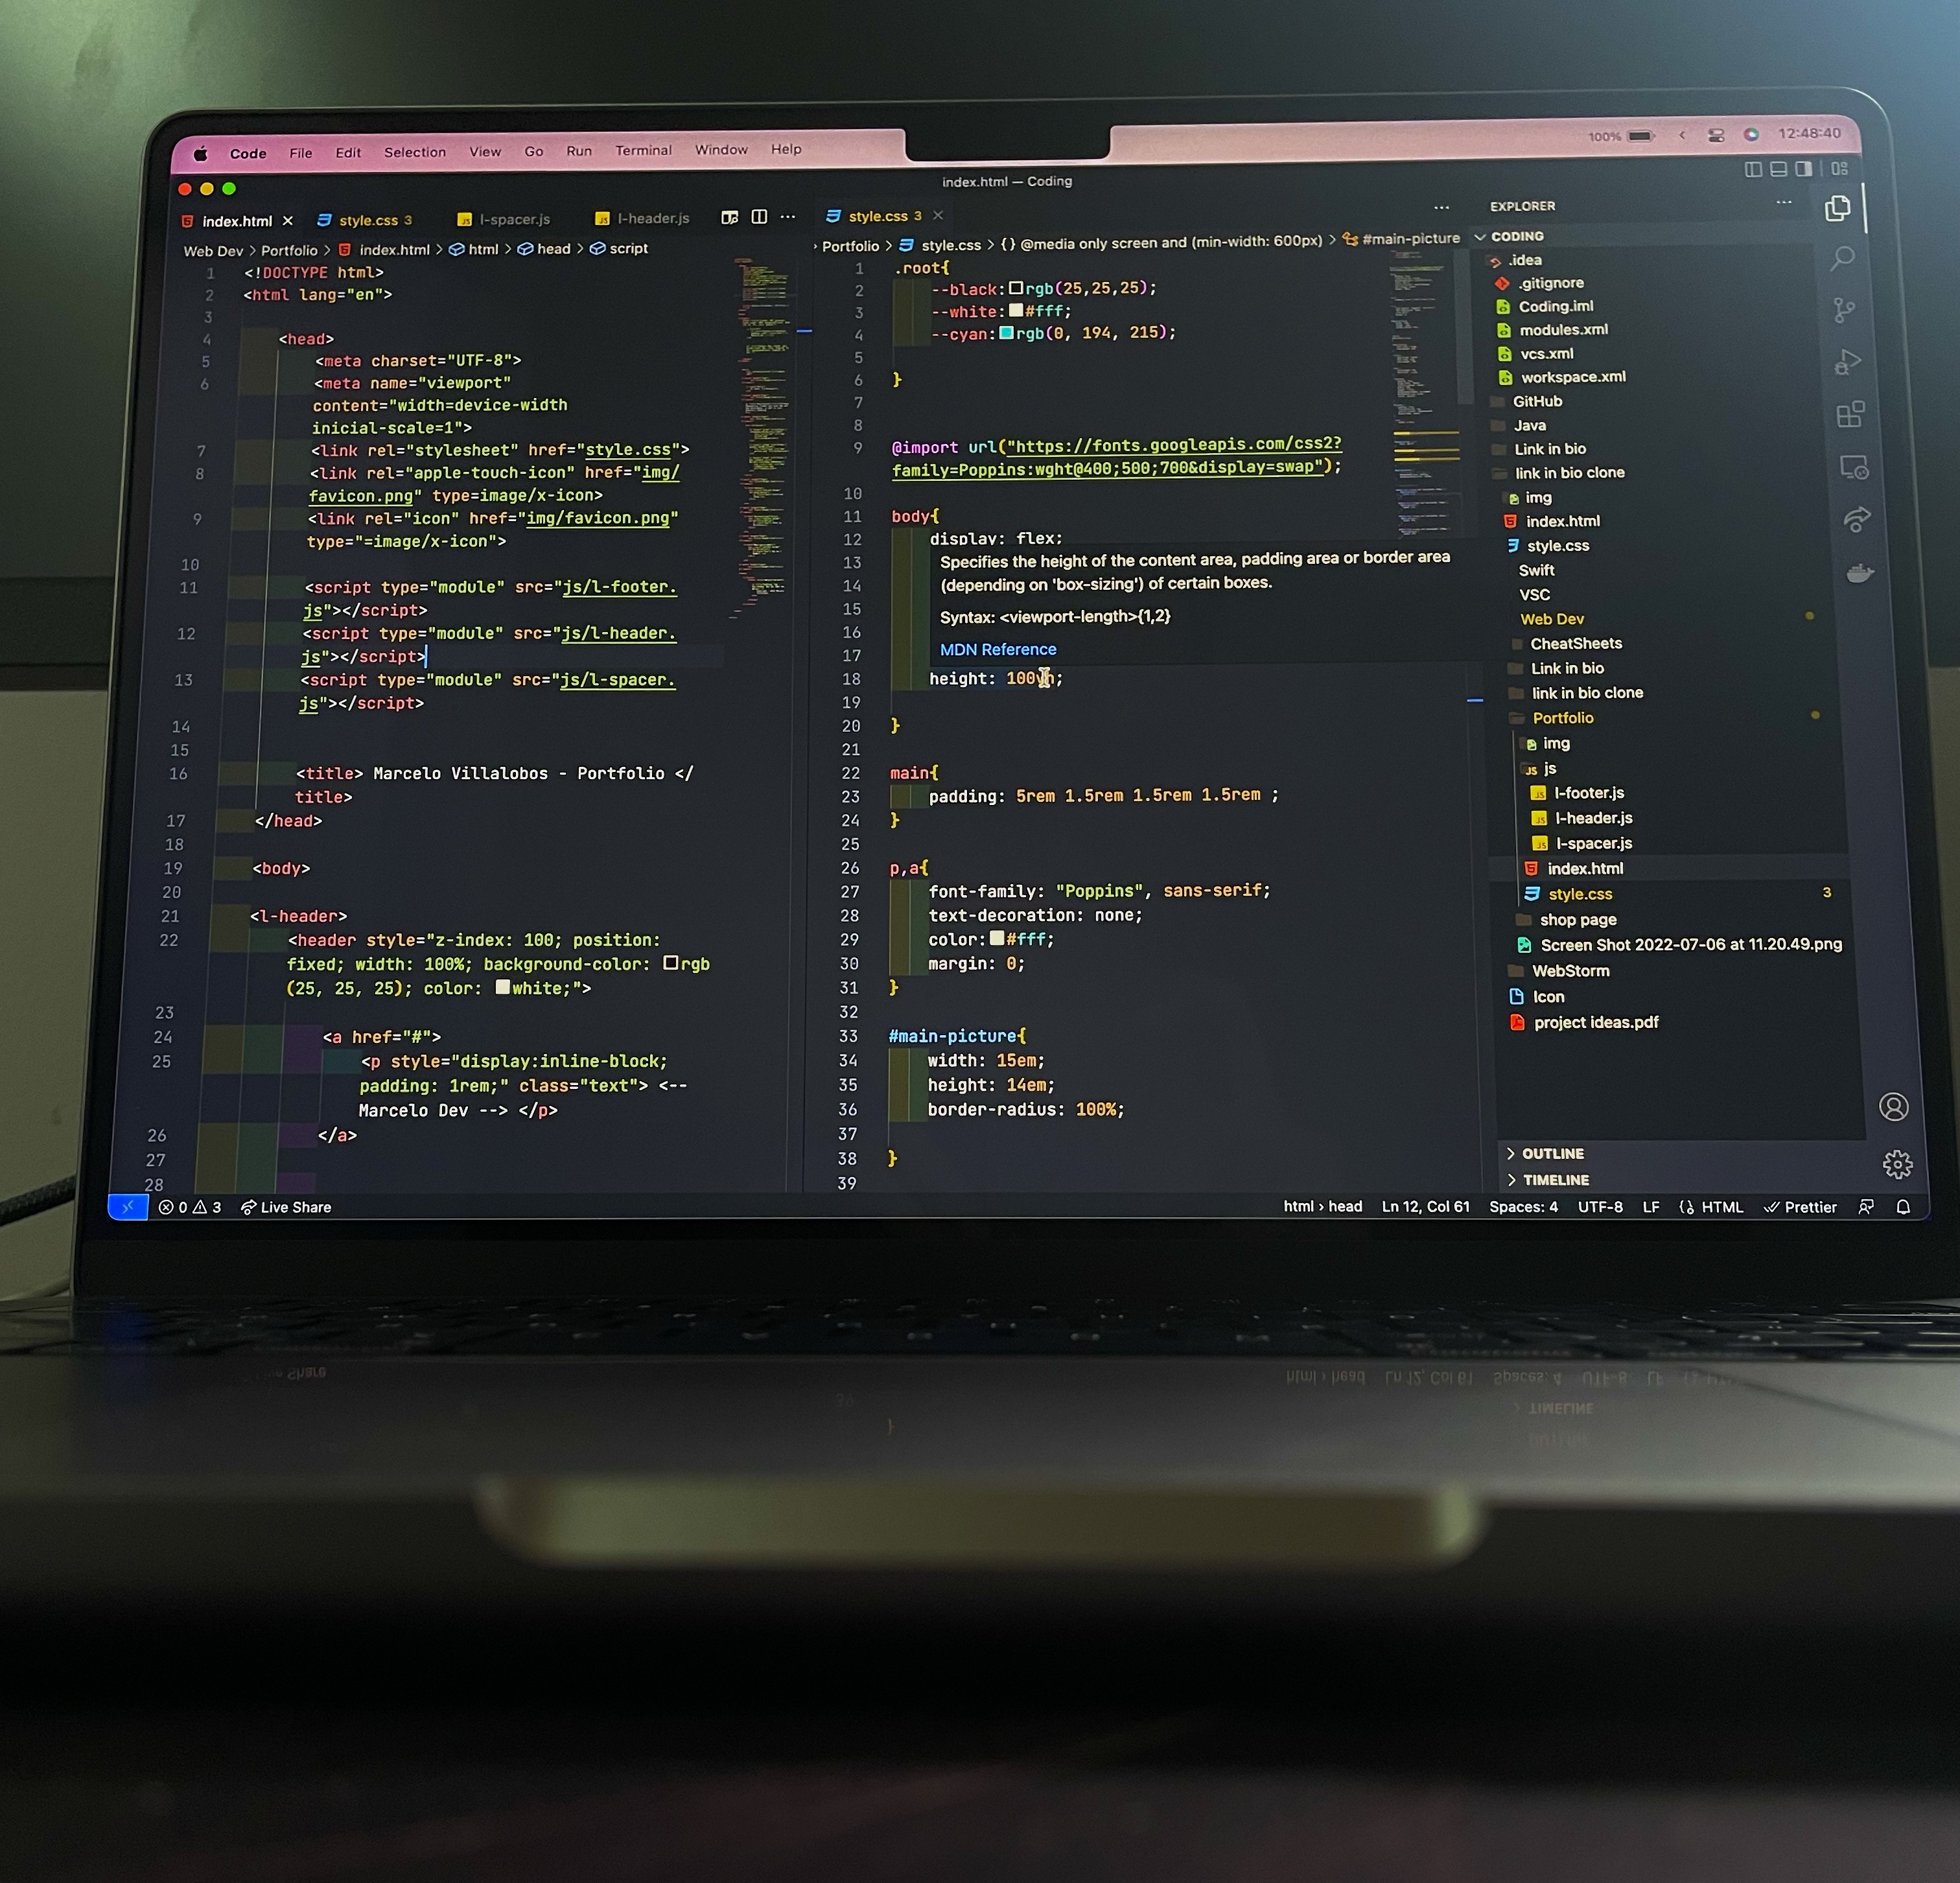 Code File Edit Selection View Go Run Terminal Window Help
100% 12:48:40
index.html — Coding
index.html style.css 3 l-spacer.js l-header.js
Web Dev > Portfolio > index.html > html > head > script
1 <!DOCTYPE html>
2 <html lang="en">
3
4 <head>
5 <meta charset="UTF-8">
6 <meta name="viewport"
content="width=device-width
inicial-scale=1">
7 <link rel="stylesheet" href="style.css">
8 <link rel="apple-touch-icon" href="img/
favicon.png" type=image/x-icon>
9 <link rel="icon" href="img/favicon.png"
type="=image/x-icon">
10
11 <script type="module" src="js/l-footer.
js"></script>
12 <script type="module" src="js/l-header.
js"></script>
13 <script type="module" src="js/l-spacer.
js"></script>
14
15
16 <title> Marcelo Villalobos - Portfolio </
title>
17 </head>
18
19 <body>
20
21 <l-header>
22 <header style="z-index: 100; position:
fixed; width: 100%; background-color: rgb
(25, 25, 25); color: white;">
23
24 <a href="#">
25 <p style="display:inline-block;
padding: 1rem;" class="text"> <--
Marcelo Dev --> </p>
26 </a>
27
28
style.css 3
Portfolio > style.css > {} @media only screen and (min-width: 600px) > #main-picture
1 .root{
2 --black: rgb(25,25,25);
3 --white: #fff;
4 --cyan: rgb(0, 194, 215);
5
6 }
7
8
9 @import url("https://fonts.googleapis.com/css2?
family=Poppins:wght@400;500;700&display=swap");
10
11 body{
12 display: flex;
13
14
15
16
17
Specifies the height of the content area, padding area or border area
(depending on 'box-sizing') of certain boxes.
Syntax: <viewport-length>{1,2}
MDN Reference
18 height: 100vh;
19
20 }
21
22 main{
23 padding: 5rem 1.5rem 1.5rem 1.5rem ;
24 }
25
26 p,a{
27 font-family: "Poppins", sans-serif;
28 text-decoration: none;
29 color: #fff;
30 margin: 0;
31 }
32
33 #main-picture{
34 width: 15em;
35 height: 14em;
36 border-radius: 100%;
37
38 }
39
EXPLORER
CODING
.idea
.gitignore
Coding.iml
modules.xml
vcs.xml
workspace.xml
GitHub
Java
Link in bio
link in bio clone
img
index.html
style.css
Swift
VSC
Web Dev
CheatSheets
Link in bio
link in bio clone
Portfolio
img
js
l-footer.js
l-header.js
l-spacer.js
index.html
style.css 3
shop page
Screen Shot 2022-07-06 at 11.20.49.png
WebStorm
Icon
project ideas.pdf
OUTLINE
TIMELINE
0 3 Live Share
html > head Ln 12, Col 61 Spaces: 4 UTF-8 LF HTML Prettier